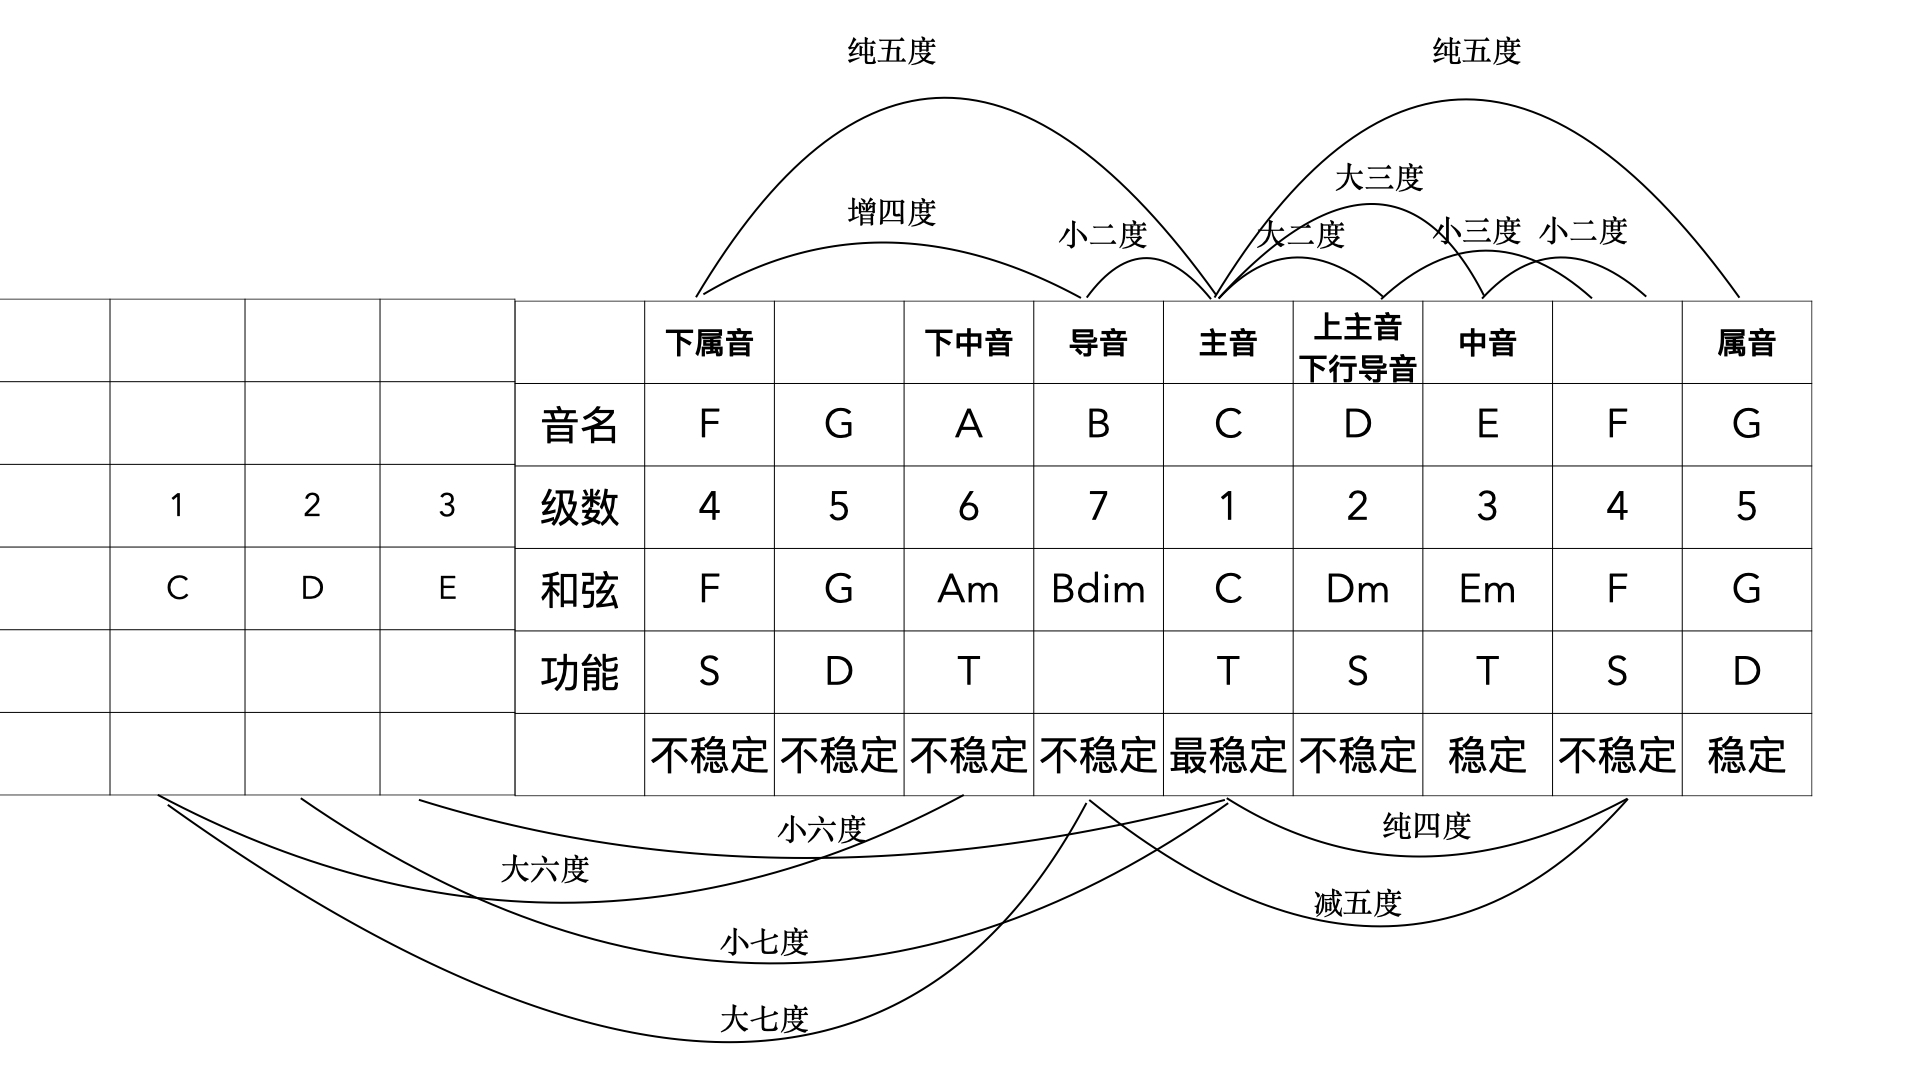 纯五度 纯五度
大三度
增四度 小二度 大二度 小三度 小二度
下属音 下中音 导音 主音 上主音 中音 属音
下行导音
音名 F G A B C D E F G
1 2 3 级数 4 5 6 7 1 2 3 4 5
C D E 和弦 F G Am Bdim C Dm Em F G
功能 S D T T S T S D
不稳定 不稳定 不稳定 不稳定 最稳定 不稳定 稳定 不稳定 稳定
小六度 纯四度
大六度
减五度
小七度
大七度